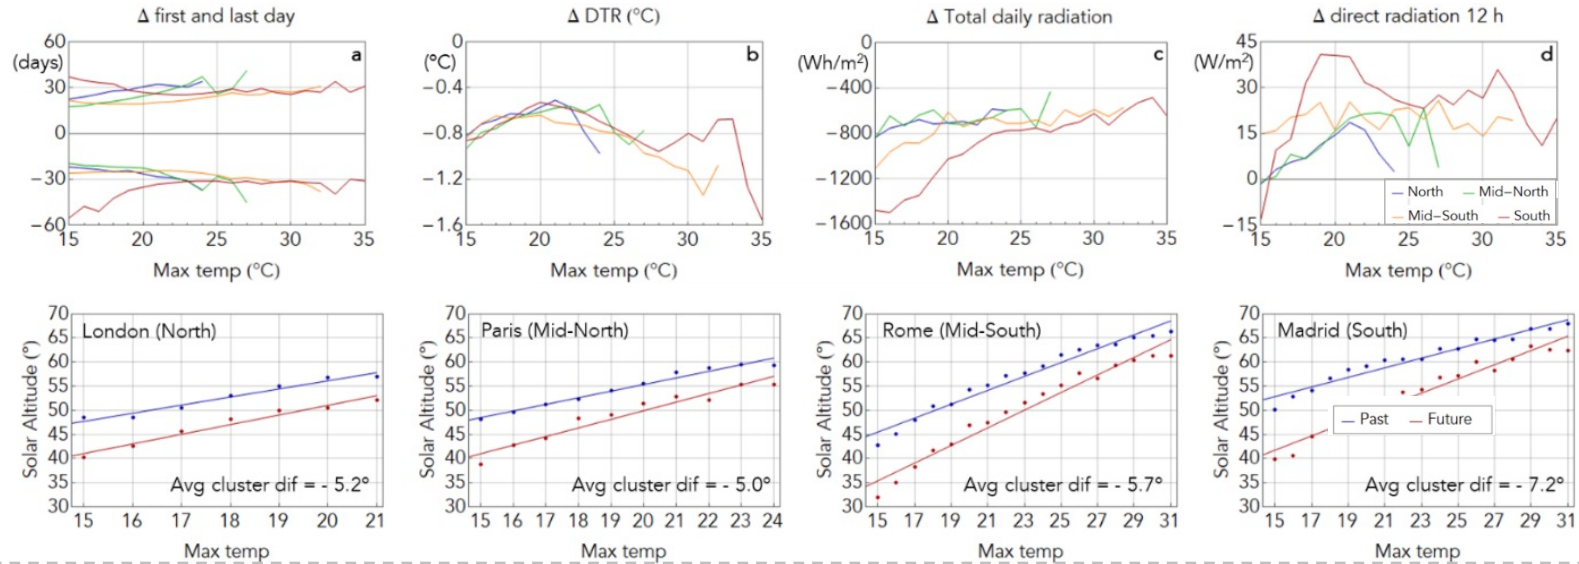 Δ first and last day
Δ DTR (°C)
Δ Total daily radiation
Δ direct radiation 12 h
60
(days)
30
0
−30
−60
a
15 20 25 30 35
Max temp (°C)
0
(°C)
−0.4
−0.8
−1.2
−1.6
b
15 20 25 30 35
Max temp (°C)
0
(Wh/m²)
−400
−800
−1200
−1600
c
15 20 25 30 35
Max temp (°C)
45
(W/m²)
30
15
0
−15
d
North Mid−North
Mid−South South
15 20 25 30 35
Max temp (°C)
70
65
60
55
50
45
40
35
30
Solar Altitude (°)
London (North)
Avg cluster dif = - 5.2°
15 16 17 18 19 20 21
Max temp
70
65
60
55
50
45
40
35
30
Solar Altitude (°)
Paris (Mid-North)
Avg cluster dif = - 5.0°
15 16 17 18 19 20 21 22 23 24
Max temp
70
65
60
55
50
45
40
35
30
Solar Altitude (°)
Rome (Mid-South)
Avg cluster dif = - 5.7°
15 17 19 21 23 25 27 29 31
Max temp
70
65
60
55
50
45
40
35
30
Solar Altitude (°)
Madrid (South)
Past Future
Avg cluster dif = - 7.2°
15 17 19 21 23 25 27 29 31
Max temp